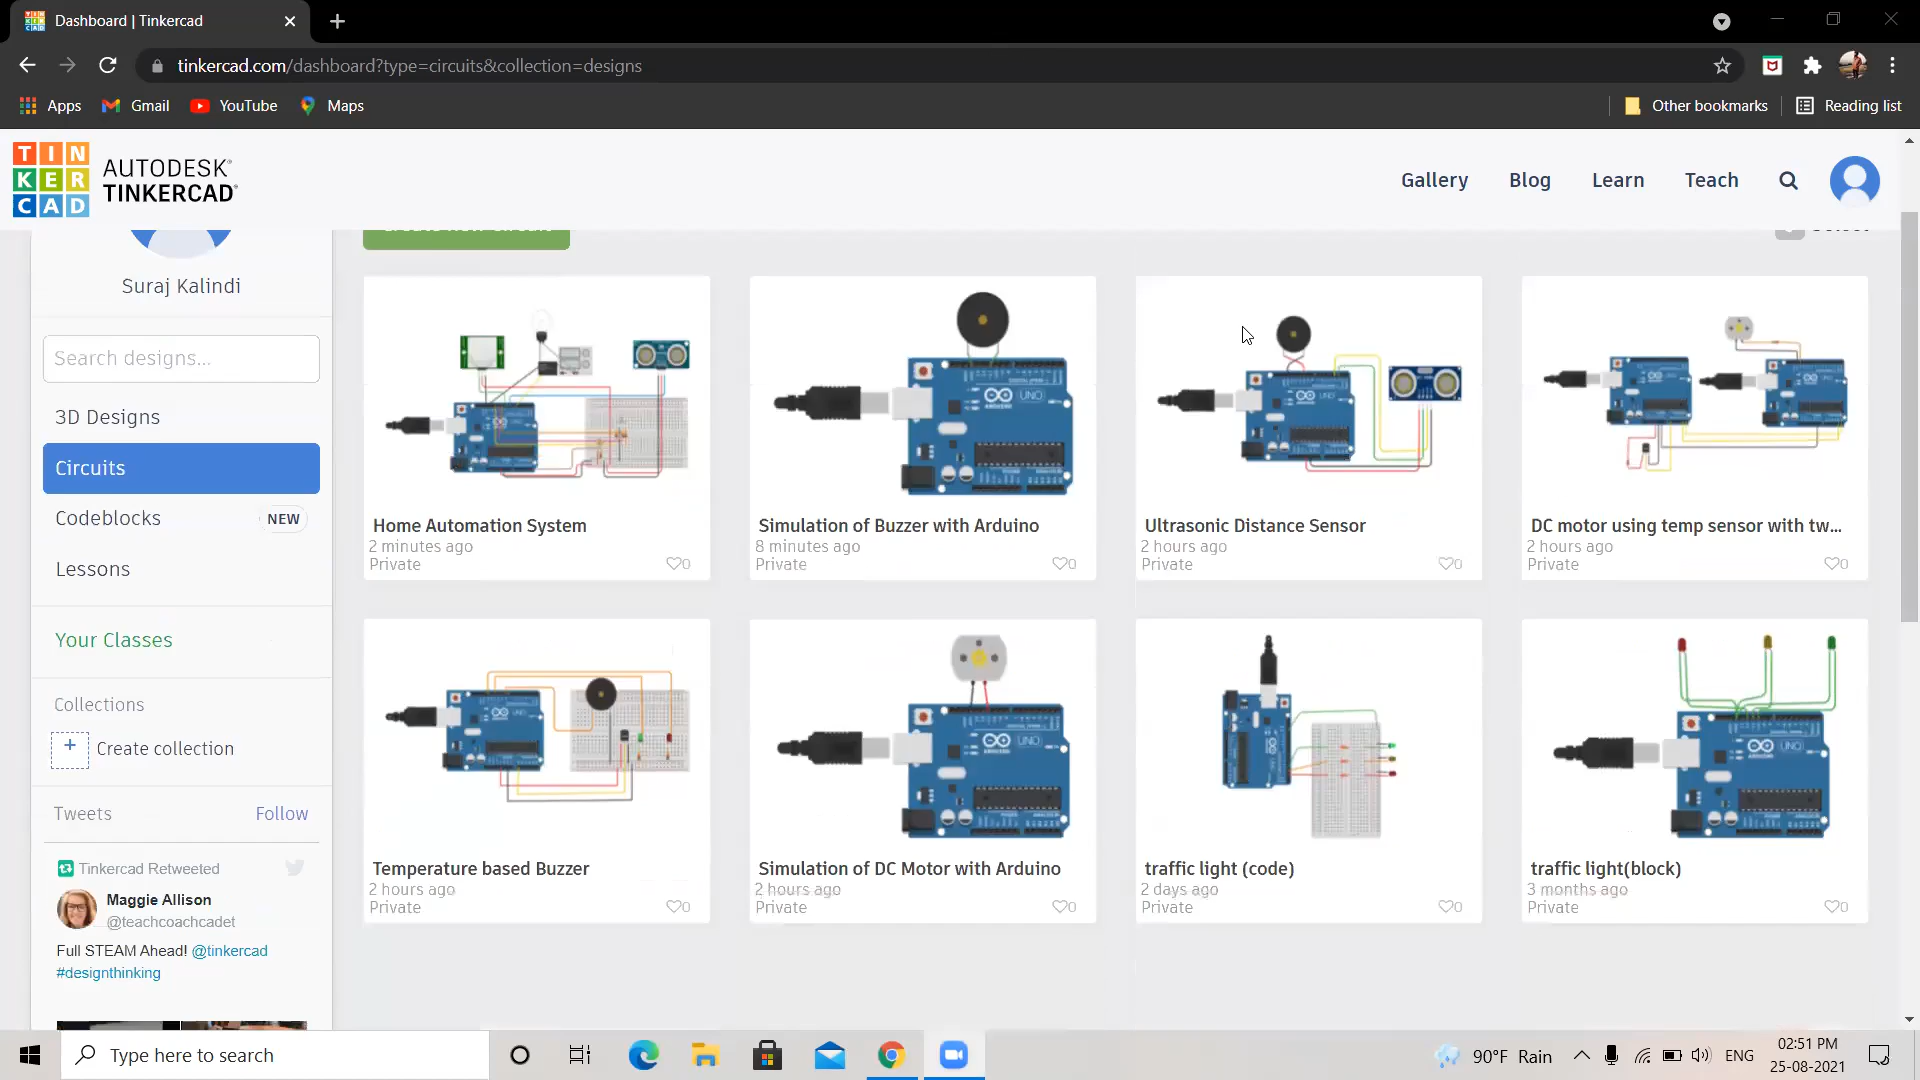 Dashboard | Tinkercad
tinkercad.com/dashboard?type=circuits&collection=designs
Apps
Gmail
YouTube
Maps
Other bookmarks
Reading list
TIN
KER
CAD
AUTODESK®
TINKERCAD®
Gallery
Blog
Learn
Teach
Suraj Kalindi
Search designs...
3D Designs
Circuits
Codeblocks
NEW
Lessons
Your Classes
Collections
+ Create collection
Tweets
Follow
Tinkercad Retweeted
Maggie Allison
@teachcoachcadet
Full STEAM Ahead! @tinkercad
#designthinking
Home Automation System
2 minutes ago
Private
0
Simulation of Buzzer with Arduino
8 minutes ago
Private
0
Ultrasonic Distance Sensor
2 hours ago
Private
0
DC motor using temp sensor with tw...
2 hours ago
Private
0
Temperature based Buzzer
2 hours ago
Private
0
Simulation of DC Motor with Arduino
2 hours ago
Private
0
traffic light (code)
2 days ago
Private
0
traffic light(block)
3 months ago
Private
0
Type here to search
90°F Rain
ENG
02:51 PM
25-08-2021